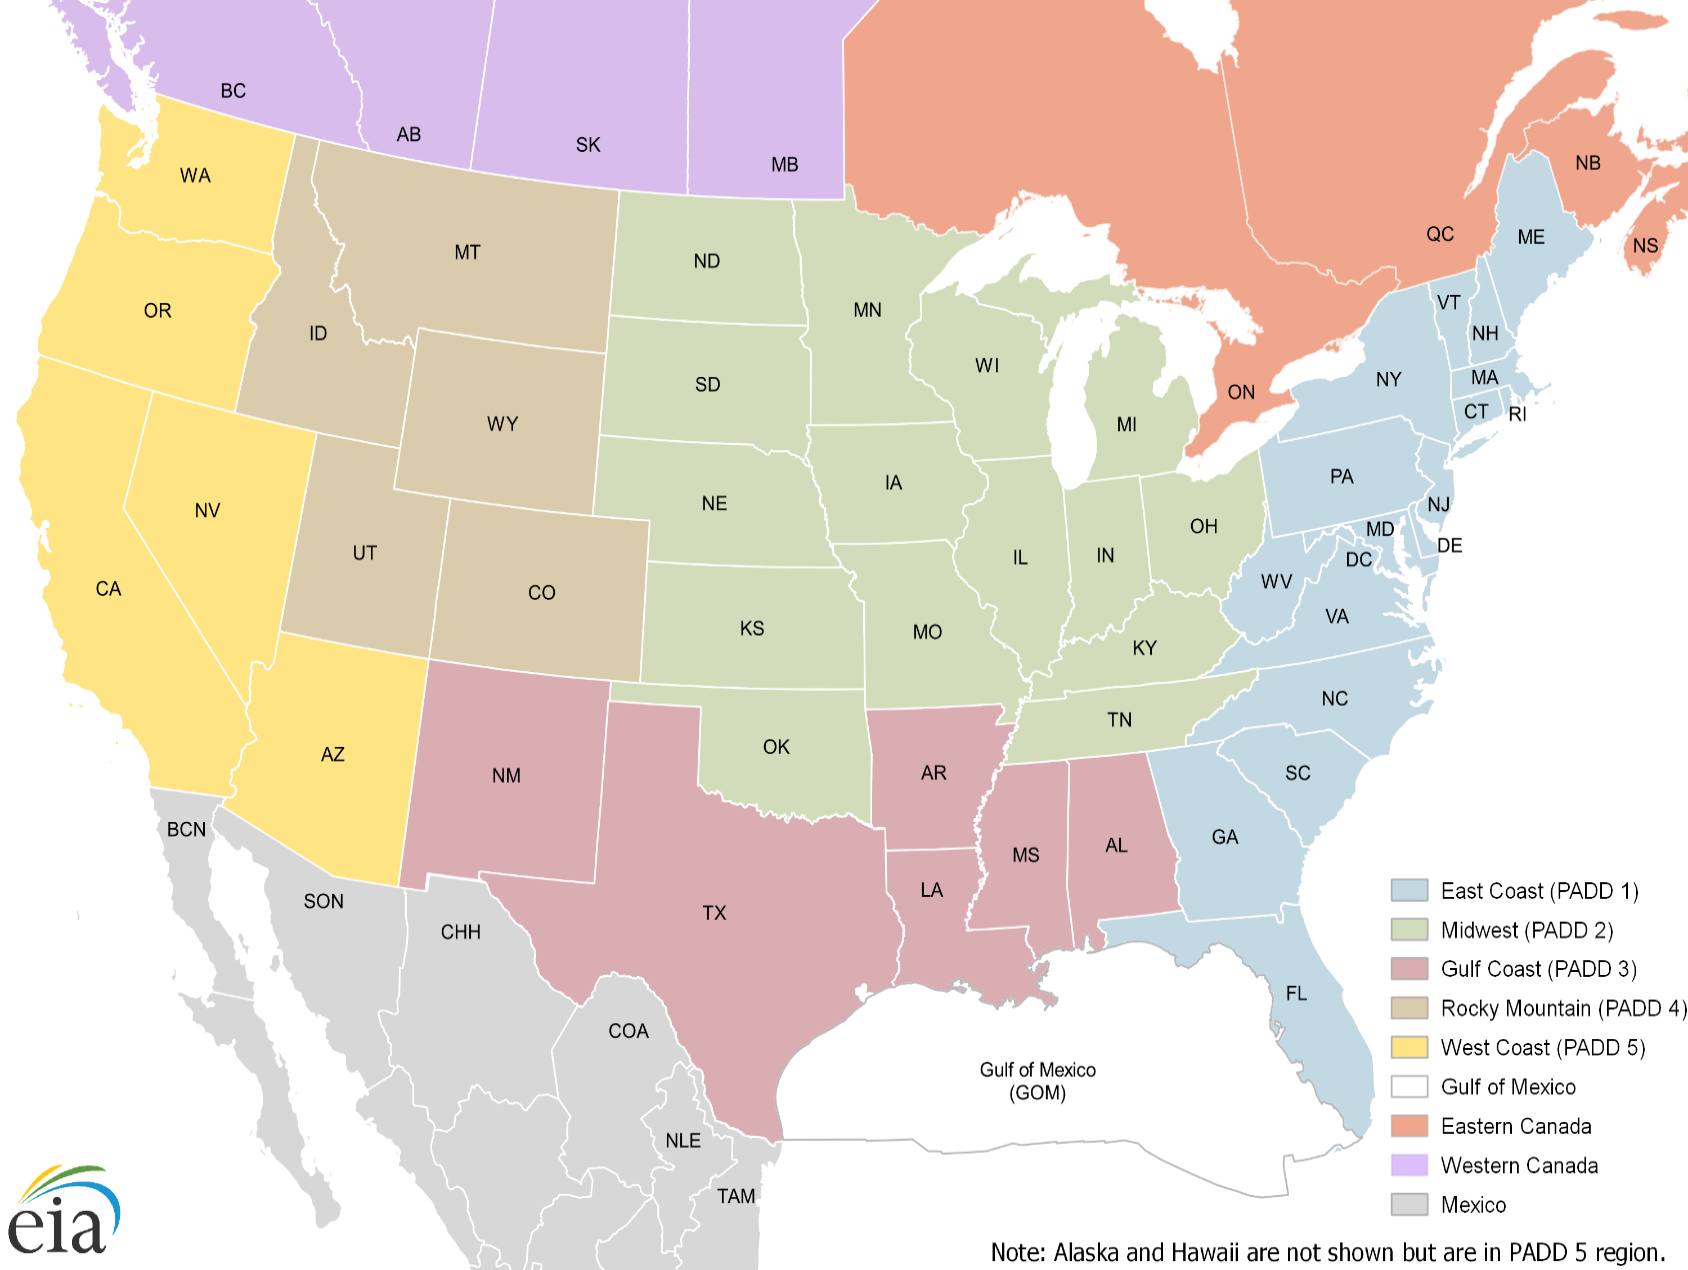 BC
AB
SK
MB
WA
OR
CA
NV
AZ
ID
MT
WY
UT
CO
ND
SD
NE
KS
OK
MN
IA
MO
WI
MI
IL
IN
OH
KY
TN
NM
TX
AR
LA
MS
AL
ME
VT
NH
MA
CT
RI
NY
PA
NJ
MD
DE
DC
WV
VA
NC
SC
GA
FL
ON
QC
NB
NS
BCN
SON
CHH
COA
NLE
TAM
Gulf of Mexico
(GOM)
East Coast (PADD 1)
Midwest (PADD 2)
Gulf Coast (PADD 3)
Rocky Mountain (PADD 4)
West Coast (PADD 5)
Gulf of Mexico
Eastern Canada
Western Canada
Mexico
eia
Note: Alaska and Hawaii are not shown but are in PADD 5 region.